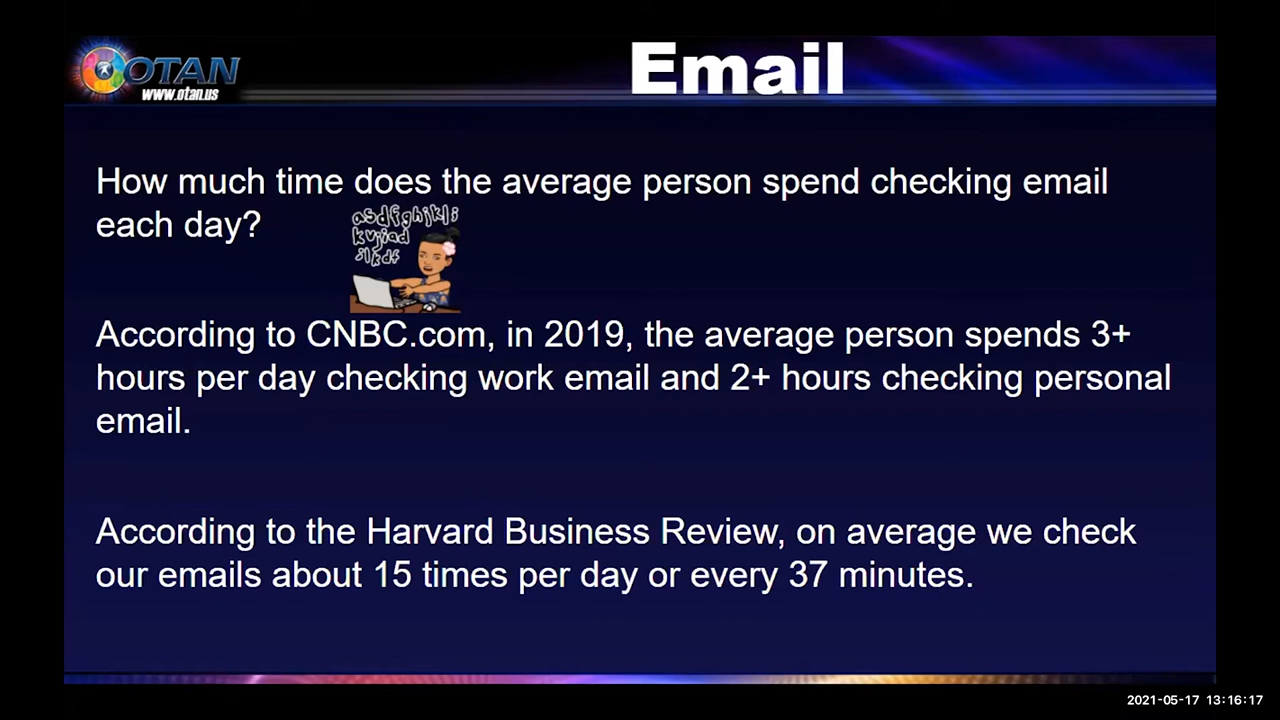 OTAN
www.otan.us
Email
How much time does the average person spend checking email
each day?
asdfghjkl;
kvjiad
;lkdf
According to CNBC.com, in 2019, the average person spends 3+
hours per day checking work email and 2+ hours checking personal
email.
According to the Harvard Business Review, on average we check
our emails about 15 times per day or every 37 minutes.
2021-05-17 13:16:17